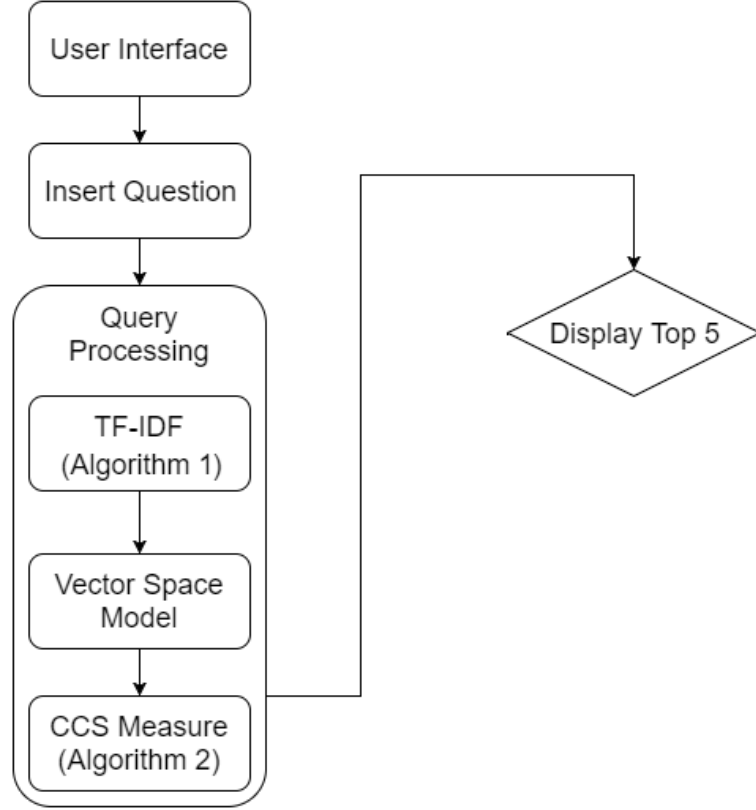 User Interface
Insert Question
Query
Processing
TF-IDF
(Algorithm 1)
Vector Space
Model
CCS Measure
(Algorithm 2)
Display Top 5